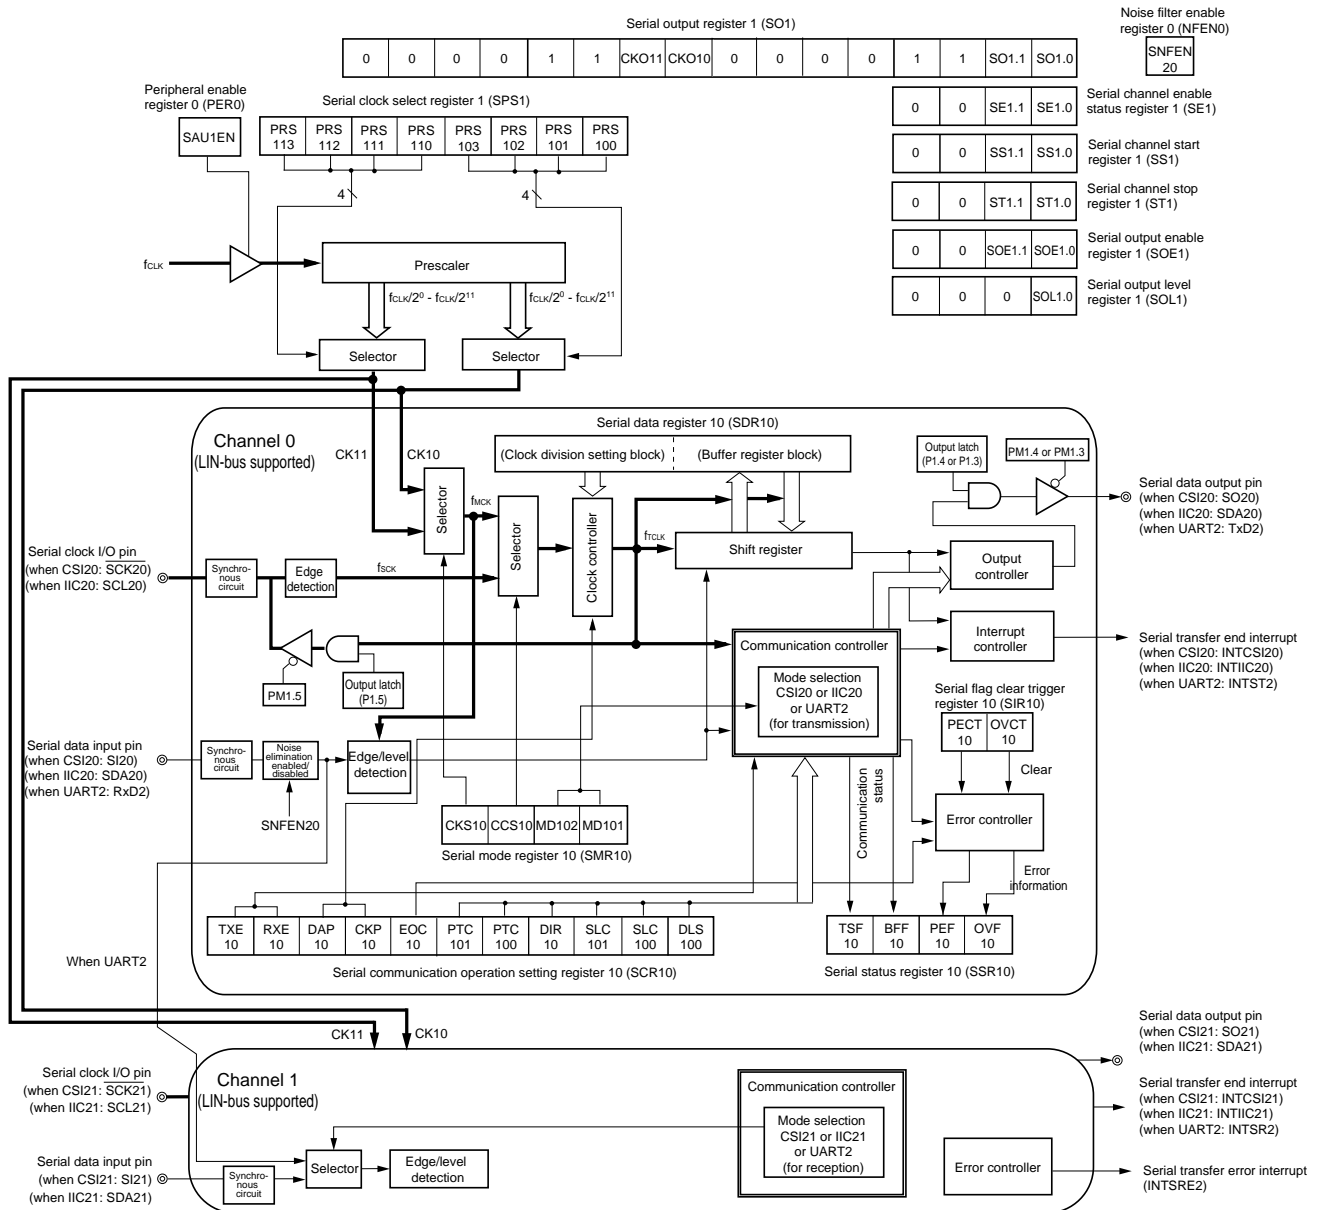 Serial output register 1 (SO1)
0 0 0 0 1 1 CKO11 CKO10 0 0 0 0 1 1 SO1.1 SO1.0
Noise filter enable
register 0 (NFEN0)
SNFEN
20
Peripheral enable
register 0 (PER0)
SAU1EN
Serial clock select register 1 (SPS1)
PRS PRS PRS PRS PRS PRS PRS PRS
113 112 111 110 103 102 101 100
4 4
0 0 SE1.1 SE1.0
Serial channel enable
status register 1 (SE1)
0 0 SS1.1 SS1.0
Serial channel start
register 1 (SS1)
0 0 ST1.1 ST1.0
Serial channel stop
register 1 (ST1)
0 0 SOE1.1 SOE1.0
Serial output enable
register 1 (SOE1)
0 0 0 SOL1.0
Serial output level
register 1 (SOL1)
fCLK
Prescaler
fCLK/2⁰ - fCLK/2¹¹ fCLK/2⁰ - fCLK/2¹¹
Selector Selector
Channel 0
(LIN-bus supported)
CK11
CK10
Serial data register 10 (SDR10)
(Clock division setting block) (Buffer register block)
Output latch
(P1.4 or P1.3)
PM1.4 or PM1.3
Serial data output pin
(when CSI20: SO20)
(when IIC20: SDA20)
(when UART2: TxD2)
Selector
fMCK
Selector
Clock controller
fTCLK
Shift register
Output
controller
Serial clock I/O pin
(when CSI20: SCK20)
(when IIC20: SCL20)
Synchro-
nous
circuit
Edge
detection
fSCK
PM1.5
Output latch
(P1.5)
Communication controller
Mode selection
CSI20 or IIC20
or UART2
(for transmission)
Interrupt
controller
Serial transfer end interrupt
(when CSI20: INTCSI20)
(when IIC20: INTIIC20)
(when UART2: INTST2)
Serial flag clear trigger
register 10 (SIR10)
PECT OVCT
10 10
Clear
Serial data input pin
(when CSI20: SI20)
(when IIC20: SDA20)
(when UART2: RxD2)
Synchro-
nous
circuit
Noise
elimination
enabled/
disabled
Edge/level
detection
SNFEN20
CKS10 CCS10 MD102 MD101
Serial mode register 10 (SMR10)
Communication
status
Error controller
Error
information
TXE RXE DAP CKP EOC PTC PTC DIR SLC SLC DLS
10 10 10 10 10 101 100 10 101 100 100
Serial communication operation setting register 10 (SCR10)
TSF BFF PEF OVF
10 10 10 10
Serial status register 10 (SSR10)
When UART2
CK11 CK10
Serial data output pin
(when CSI21: SO21)
(when IIC21: SDA21)
Channel 1
(LIN-bus supported)
Serial clock I/O pin
(when CSI21: SCK21)
(when IIC21: SCL21)
Communication controller
Mode selection
CSI21 or IIC21
or UART2
(for reception)
Serial transfer end interrupt
(when CSI21: INTCSI21)
(when IIC21: INTIIC21)
(when UART2: INTSR2)
Serial data input pin
(when CSI21: SI21)
(when IIC21: SDA21)
Synchro-
nous
circuit
Selector
Edge/level
detection
Error controller
Serial transfer error interrupt
(INTSRE2)